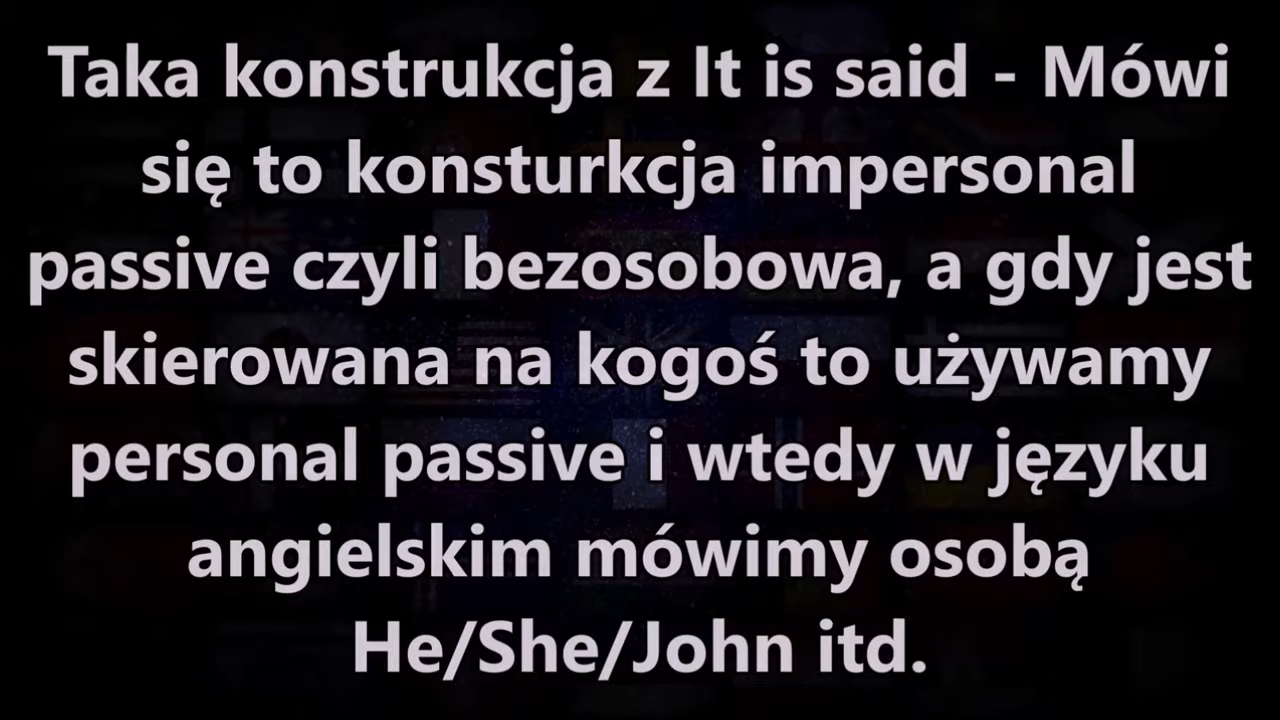 Taka konstrukcja z It is said - Mówi
się to konsturkcja impersonal
passive czyli bezosobowa, a gdy jest
skierowana na kogoś to używamy
personal passive i wtedy w języku
angielskim mówimy osobą
He/She/John itd.